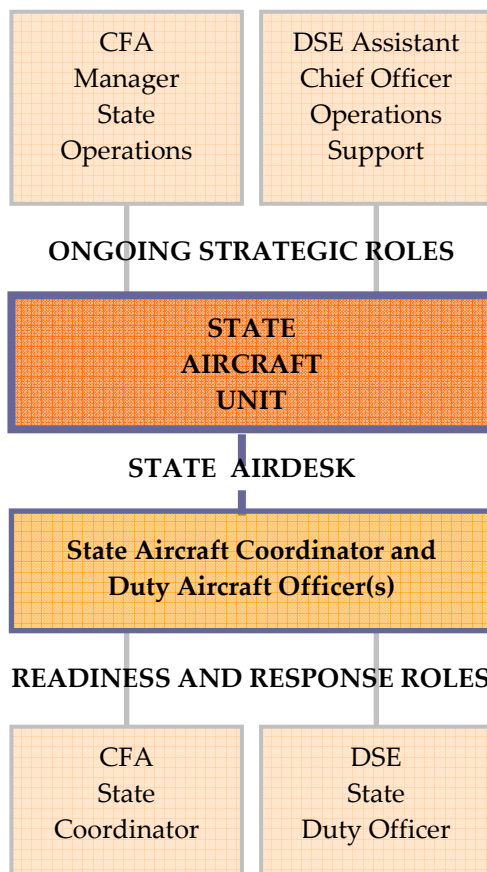 CFA
Manager
State
Operations
DSE Assistant
Chief Officer
Operations
Support
ONGOING STRATEGIC ROLES
STATE
AIRCRAFT
UNIT
STATE AIRDESK
State Aircraft Coordinator and
Duty Aircraft Officer(s)
READINESS AND RESPONSE ROLES
CFA
State
Coordinator
DSE
State
Duty Officer